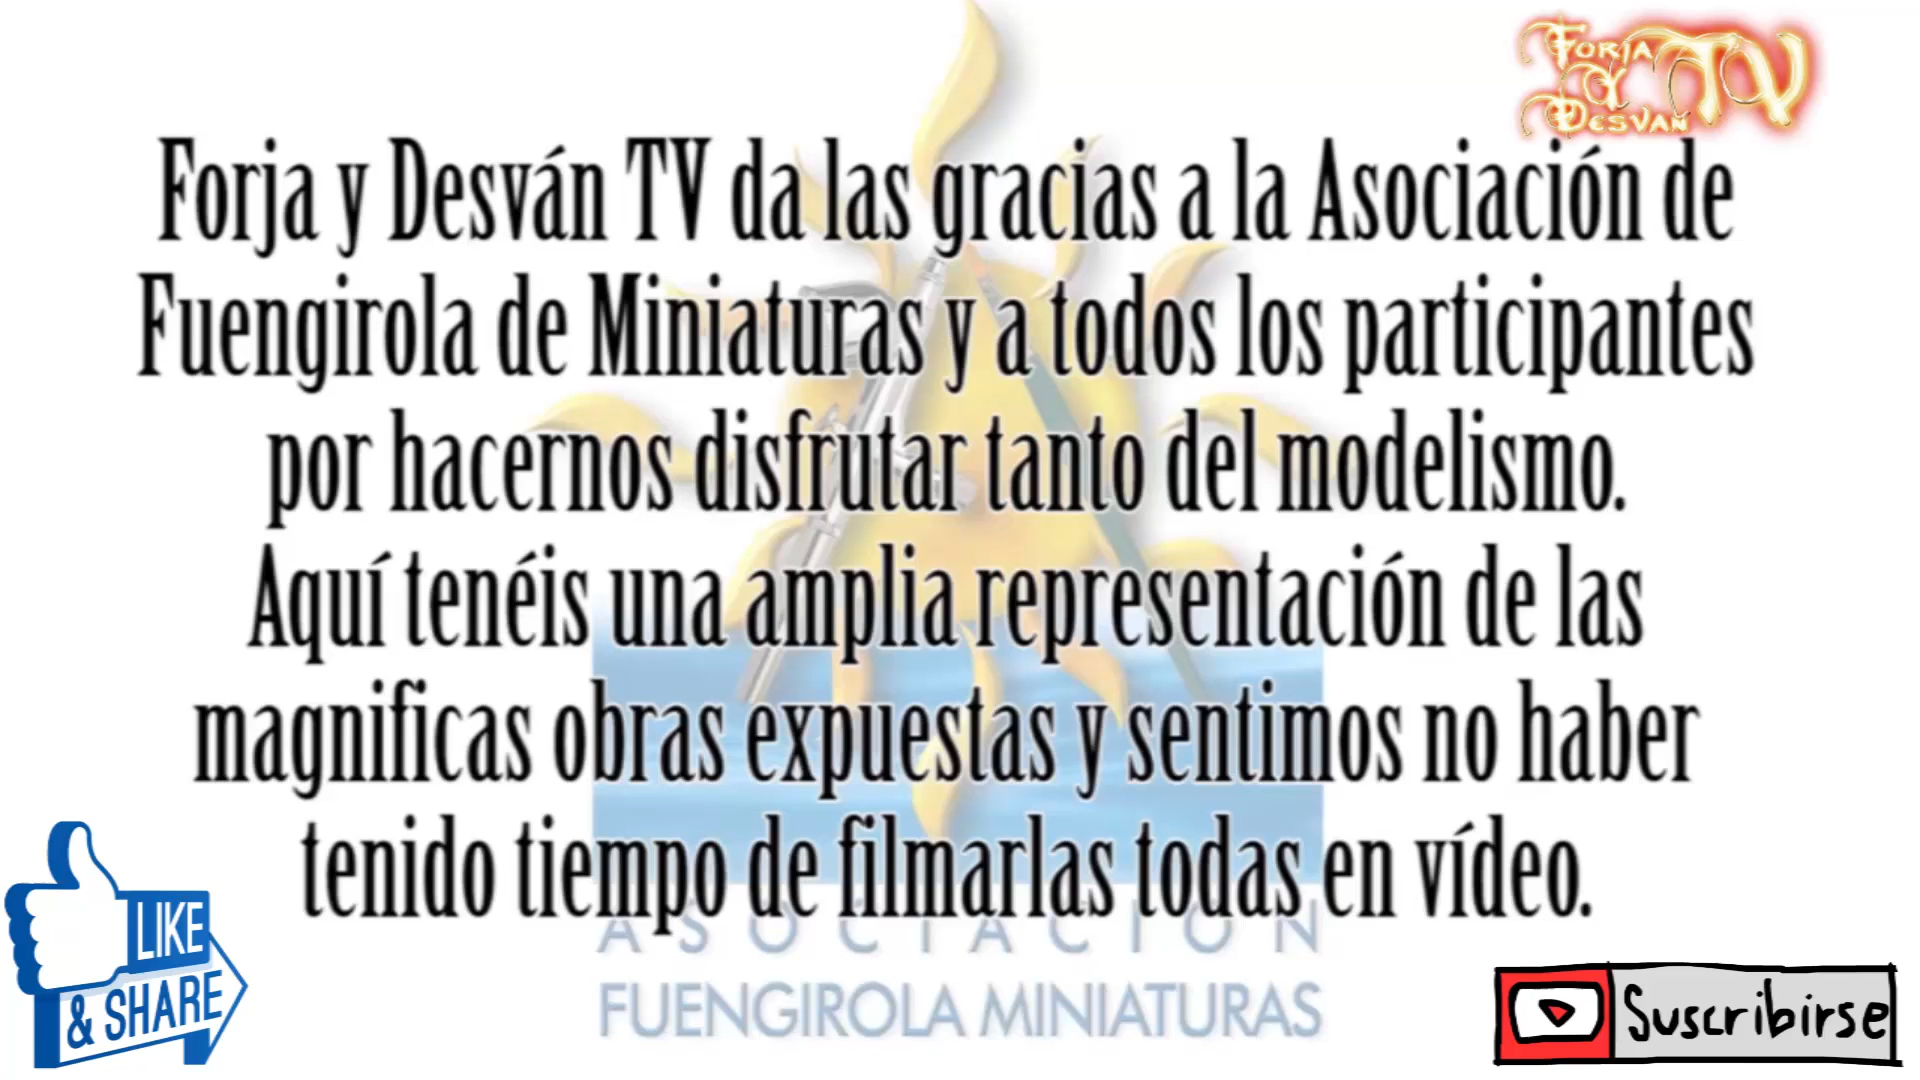 FORJA
Y
DESVAN
TV
Forja y Desván TV da las gracias a la Asociación de
Fuengirola de Miniaturas y a todos los participantes
por hacernos disfrutar tanto del modelismo.
Aquí tenéis una amplia representación de las
magnificas obras expuestas y sentimos no haber
tenido tiempo de filmarlas todas en vídeo.
ASOCIACIÓN
FUENGIROLA MINIATURAS
LIKE
& SHARE
Suscribirse